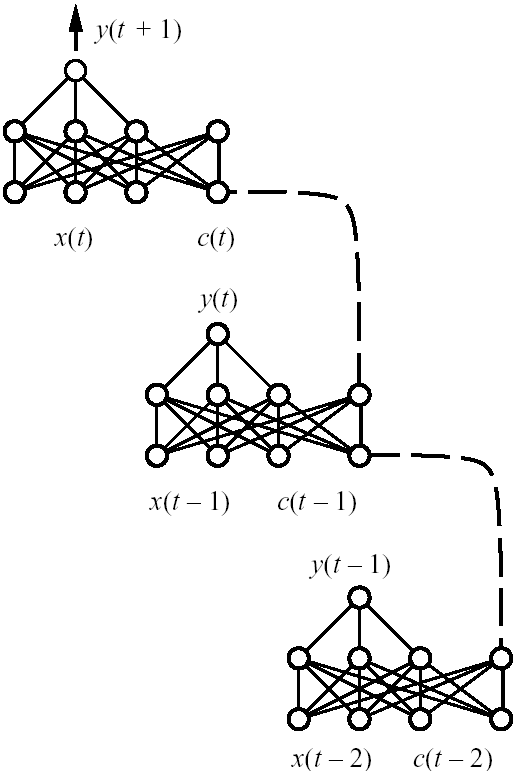 y(t + 1)
x(t) c(t)
y(t)
x(t – 1) c(t – 1)
y(t – 1)
x(t – 2) c(t – 2)